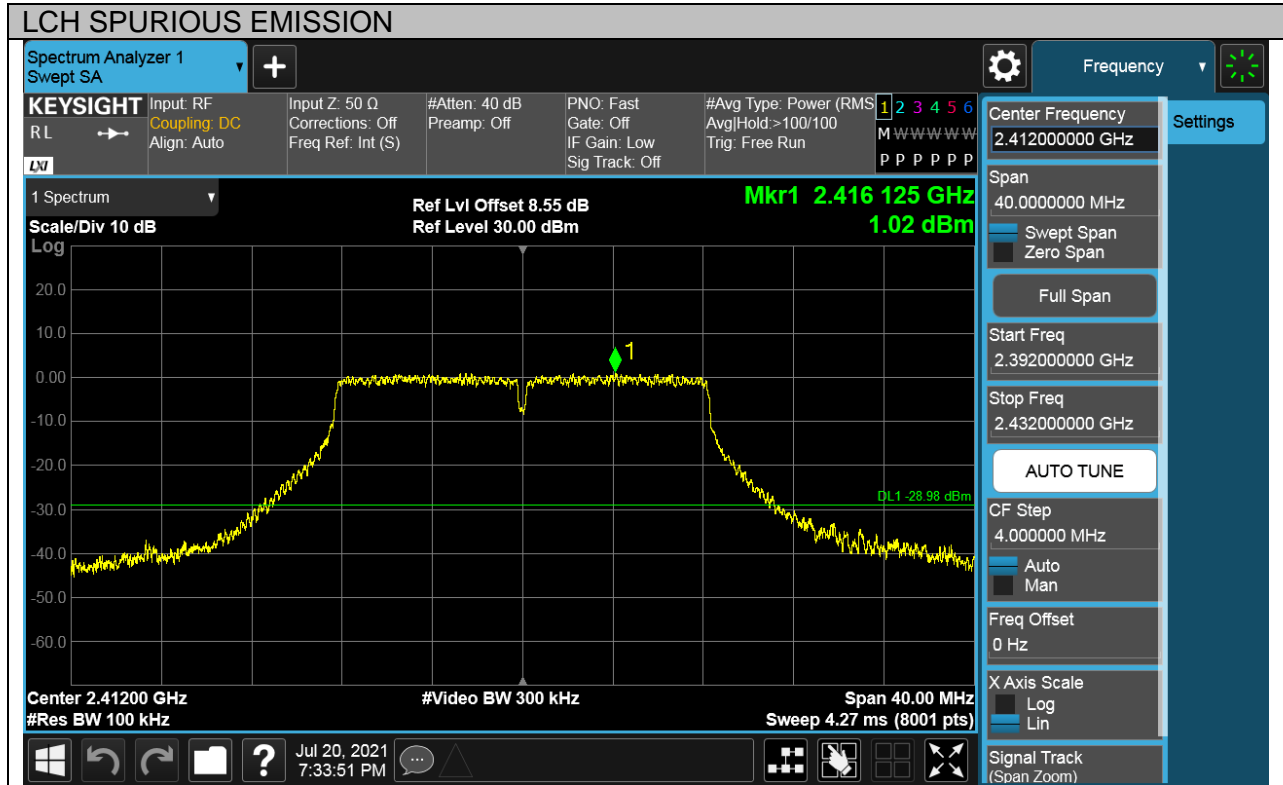 LCH SPURIOUS EMISSION
Spectrum Analyzer 1
Swept SA
+
Frequency
KEYSIGHT
R L
LXI
Input: RF
Coupling: DC
Align: Auto
Input Z: 50 Ω
Corrections: Off
Freq Ref: Int (S)
#Atten: 40 dB
Preamp: Off
PNO: Fast
Gate: Off
IF Gain: Low
Sig Track: Off
#Avg Type: Power (RMS
Avg|Hold:>100/100
Trig: Free Run
1 2 3 4 5 6
M W W W W W
P P P P P P
1 Spectrum
Scale/Div 10 dB
Log
Ref Lvl Offset 8.55 dB
Ref Level 30.00 dBm
Mkr1 2.416 125 GHz
1.02 dBm
20.0
10.0
0.00
-10.0
-20.0
-30.0
-40.0
-50.0
-60.0
1
DL1 -28.98 dBm
Center 2.41200 GHz
#Res BW 100 kHz
#Video BW 300 kHz
Span 40.00 MHz
Sweep 4.27 ms (8001 pts)
?
Jul 20, 2021
7:33:51 PM
Center Frequency
2.412000000 GHz
Settings
Span
40.0000000 MHz
Swept Span
Zero Span
Full Span
Start Freq
2.392000000 GHz
Stop Freq
2.432000000 GHz
AUTO TUNE
CF Step
4.000000 MHz
Auto
Man
Freq Offset
0 Hz
X Axis Scale
Log
Lin
Signal Track
(Span Zoom)